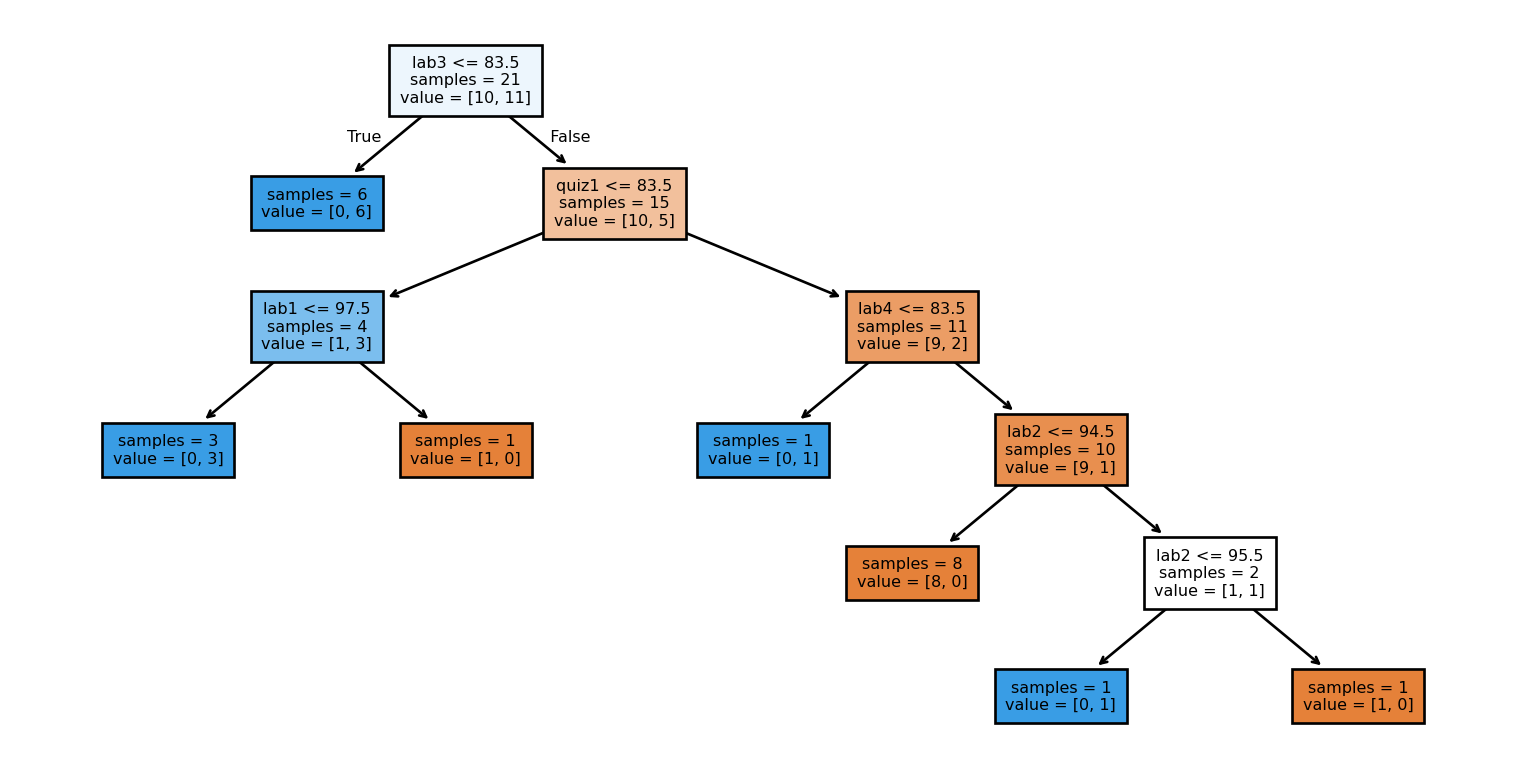 lab3 <= 83.5
samples = 21
value = [10, 11]
True
False
samples = 6
value = [0, 6]
quiz1 <= 83.5
samples = 15
value = [10, 5]
lab1 <= 97.5
samples = 4
value = [1, 3]
lab4 <= 83.5
samples = 11
value = [9, 2]
samples = 3
value = [0, 3]
samples = 1
value = [1, 0]
samples = 1
value = [0, 1]
lab2 <= 94.5
samples = 10
value = [9, 1]
samples = 8
value = [8, 0]
lab2 <= 95.5
samples = 2
value = [1, 1]
samples = 1
value = [0, 1]
samples = 1
value = [1, 0]